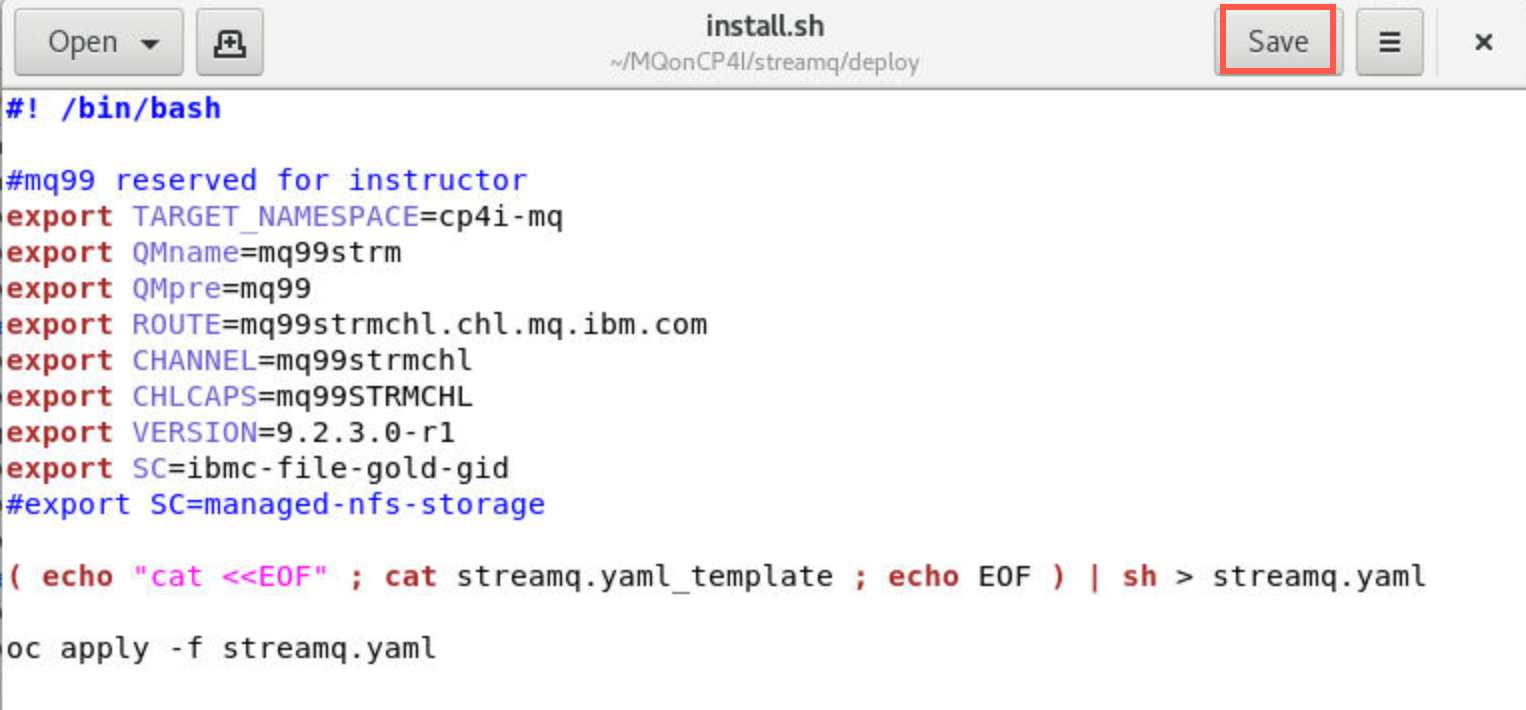 Open
install.sh
~/MQonCP4I/streamq/deploy
Save
#! /bin/bash
#mq99 reserved for instructor
export TARGET_NAMESPACE=cp4i-mq
export QMname=mq99strm
export QMpre=mq99
export ROUTE=mq99strmchl.chl.mq.ibm.com
export CHANNEL=mq99strmchl
export CHLCAPS=mq99STRMCHL
export VERSION=9.2.3.0-r1
export SC=ibmc-file-gold-gid
#export SC=managed-nfs-storage
( echo "cat <<EOF" ; cat streamq.yaml_template ; echo EOF ) | sh > streamq.yaml
oc apply -f streamq.yaml